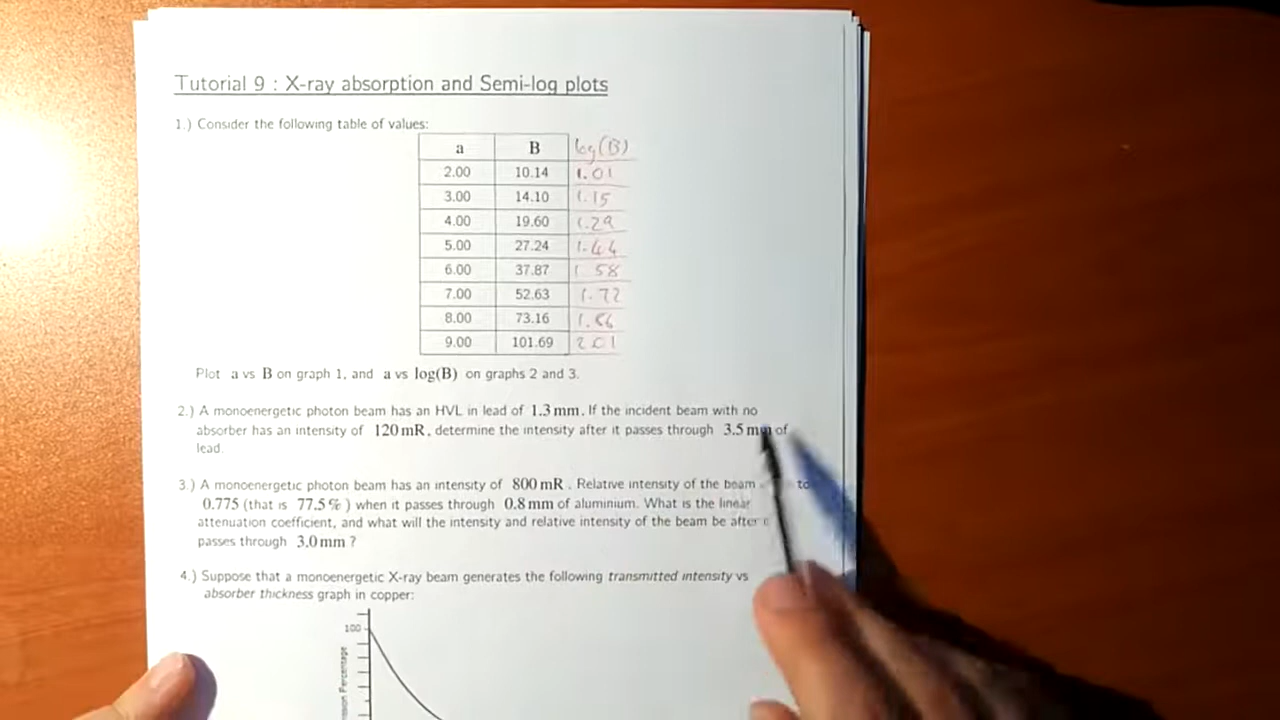 Tutorial 9 : X-ray absorption and Semi-log plots
1.) Consider the following table of values:
a B log(B)
2.00 10.14 1.01
3.00 14.10 1.15
4.00 19.60 1.29
5.00 27.24 1.44
6.00 37.87 1.58
7.00 52.63 1.72
8.00 73.16 1.86
9.00 101.69 2.01
Plot a vs B on graph 1, and a vs log(B) on graphs 2 and 3.
2.) A monoenergetic photon beam has an HVL in lead of 1.3 mm. If the incident beam with no
absorber has an intensity of 120 mR, determine the intensity after it passes through 3.5 mm of
lead.
3.) A monoenergetic photon beam has an intensity of 800 mR. Relative intensity of the beam to
0.775 (that is 77.5 %) when it passes through 0.8 mm of aluminium. What is the linear
attenuation coefficient, and what will the intensity and relative intensity of the beam be after
passes through 3.0 mm ?
4.) Suppose that a monoenergetic X-ray beam generates the following transmitted intensity vs
absorber thickness graph in copper:
100
Percentage